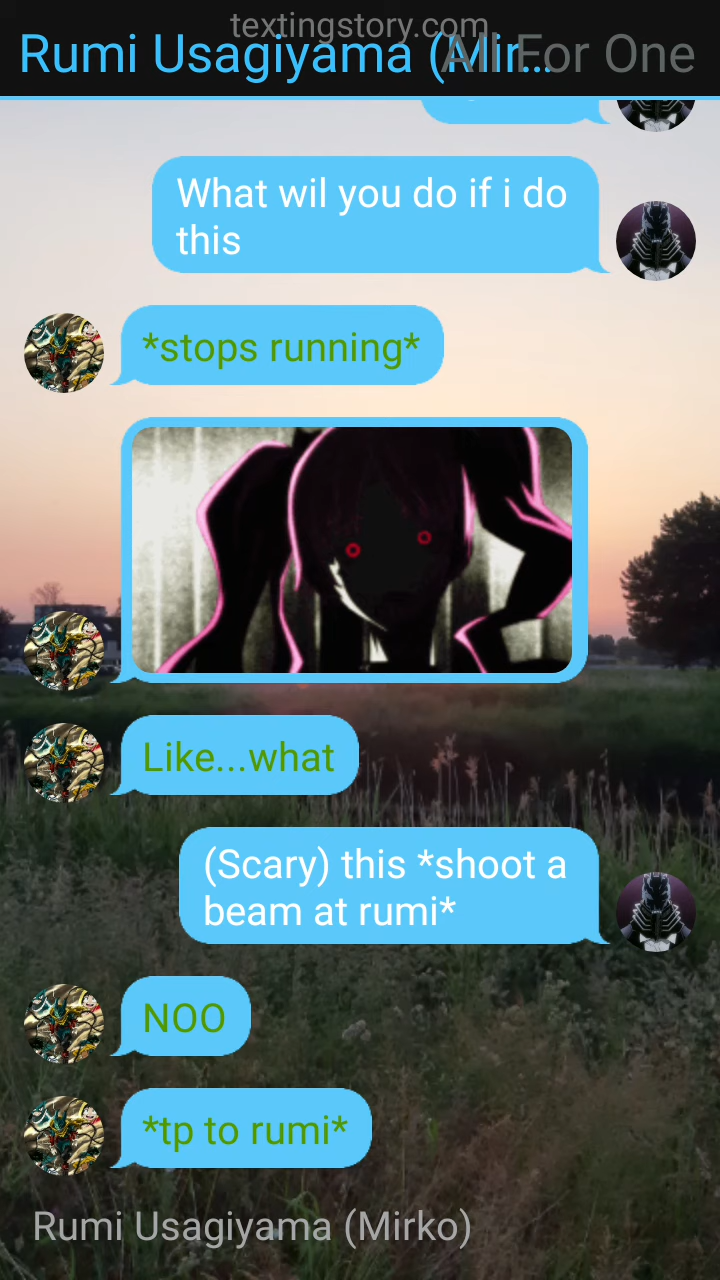 textingstory.com
Rumi Usagiyama (Mir...
All For One
What wil you do if i do
this
*stops running*
Like...what
(Scary) this *shoot a
beam at rumi*
NOO
*tp to rumi*
Rumi Usagiyama (Mirko)